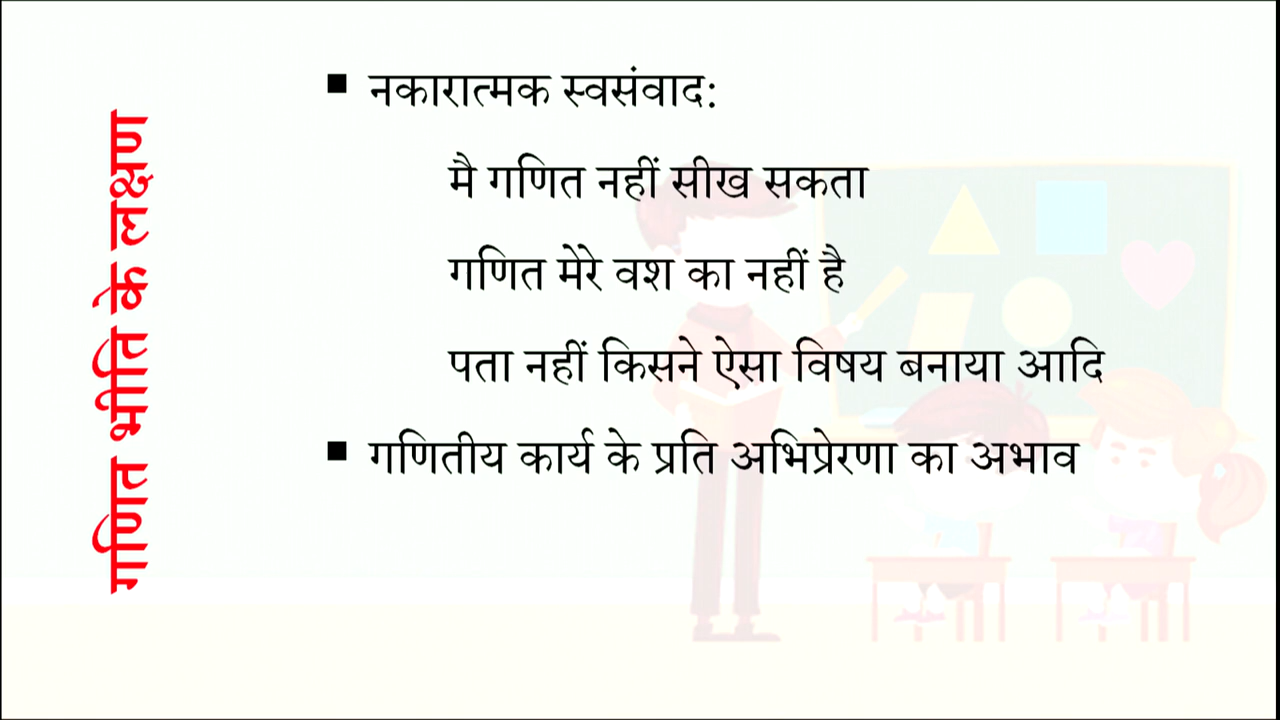 गणित भीति के लक्षण
▪ नकारात्मक स्वसंवाद:
मै गणित नहीं सीख सकता
गणित मेरे वश का नहीं है
पता नहीं किसने ऐसा विषय बनाया आदि
▪ गणितीय कार्य के प्रति अभिप्रेरणा का अभाव